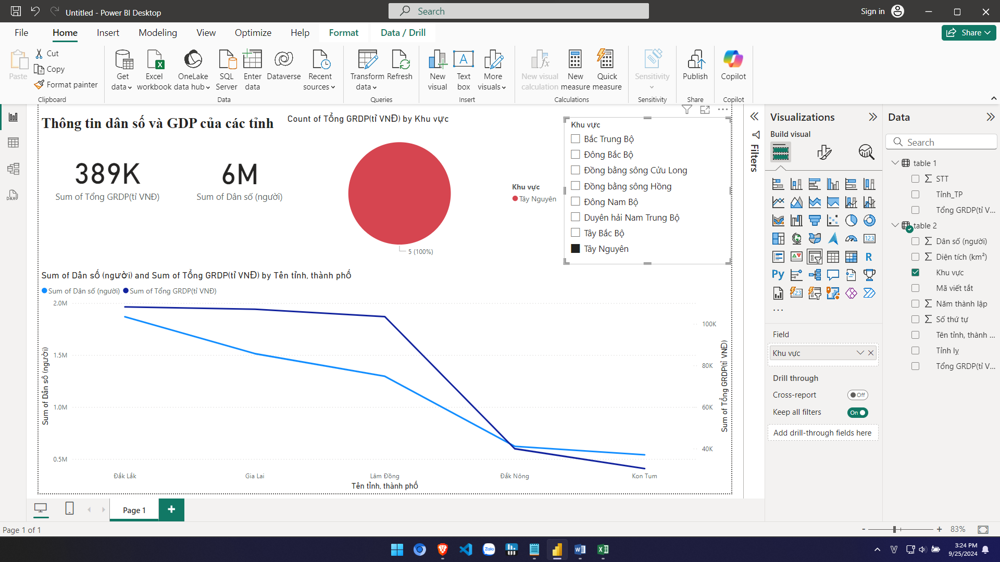 Untitled - Power BI Desktop
Search
Sign in
File
Home
Insert
Modeling
View
Optimize
Help
Format
Data / Drill
Share
Paste
Cut
Copy
Format painter
Clipboard
Get data
Excel workbook
OneLake data hub
SQL Server
Enter data
Dataverse
Recent sources
Data
Transform data
Refresh
Queries
New visual
Text box
More visuals
Insert
New visual calculation
New measure
Quick measure
Calculations
Sensitivity
Sensitivity
Publish
Share
Copilot
Copilot
Thông tin dân số và GDP của các tỉnh
389K
Sum of Tổng GRDP(tỉ VNĐ)
6M
Sum of Dân số (người)
Count of Tổng GRDP(tỉ VNĐ) by Khu vực
5 (100%)
Khu vực
Tây Nguyên
Khu vực
Bắc Trung Bộ
Đông Bắc Bộ
Đồng bằng sông Cửu Long
Đồng bằng sông Hồng
Đông Nam Bộ
Duyên hải Nam Trung Bộ
Tây Bắc Bộ
Tây Nguyên
Sum of Dân số (người) and Sum of Tổng GRDP(tỉ VNĐ) by Tên tỉnh, thành phố
Sum of Dân số (người) Sum of Tổng GRDP(tỉ VNĐ)
2.0M
1.5M
1.0M
0.5M
Sum of Dân số (người)
100K
80K
60K
40K
Sum of Tổng GRDP(tỉ VNĐ)
Đắk Lắk
Gia Lai
Lâm Đồng
Đắk Nông
Kon Tum
Tên tỉnh, thành phố
Filters
Visualizations
Build visual
Field
Khu vực
Drill through
Cross-report
Off
Keep all filters
On
Add drill-through fields here
Data
Search
table 1
STT
Tỉnh_TP
Tổng GRDP(tỉ V...
table 2
Dân số (người)
Diện tích (km²)
Khu vực
Mã viết tắt
Năm thành lập
Số thứ tự
Tên tỉnh, thành ...
Tỉnh lỵ
Tổng GRDP(tỉ V...
Page 1
Page 1 of 1
83%
3:24 PM
9/25/2024